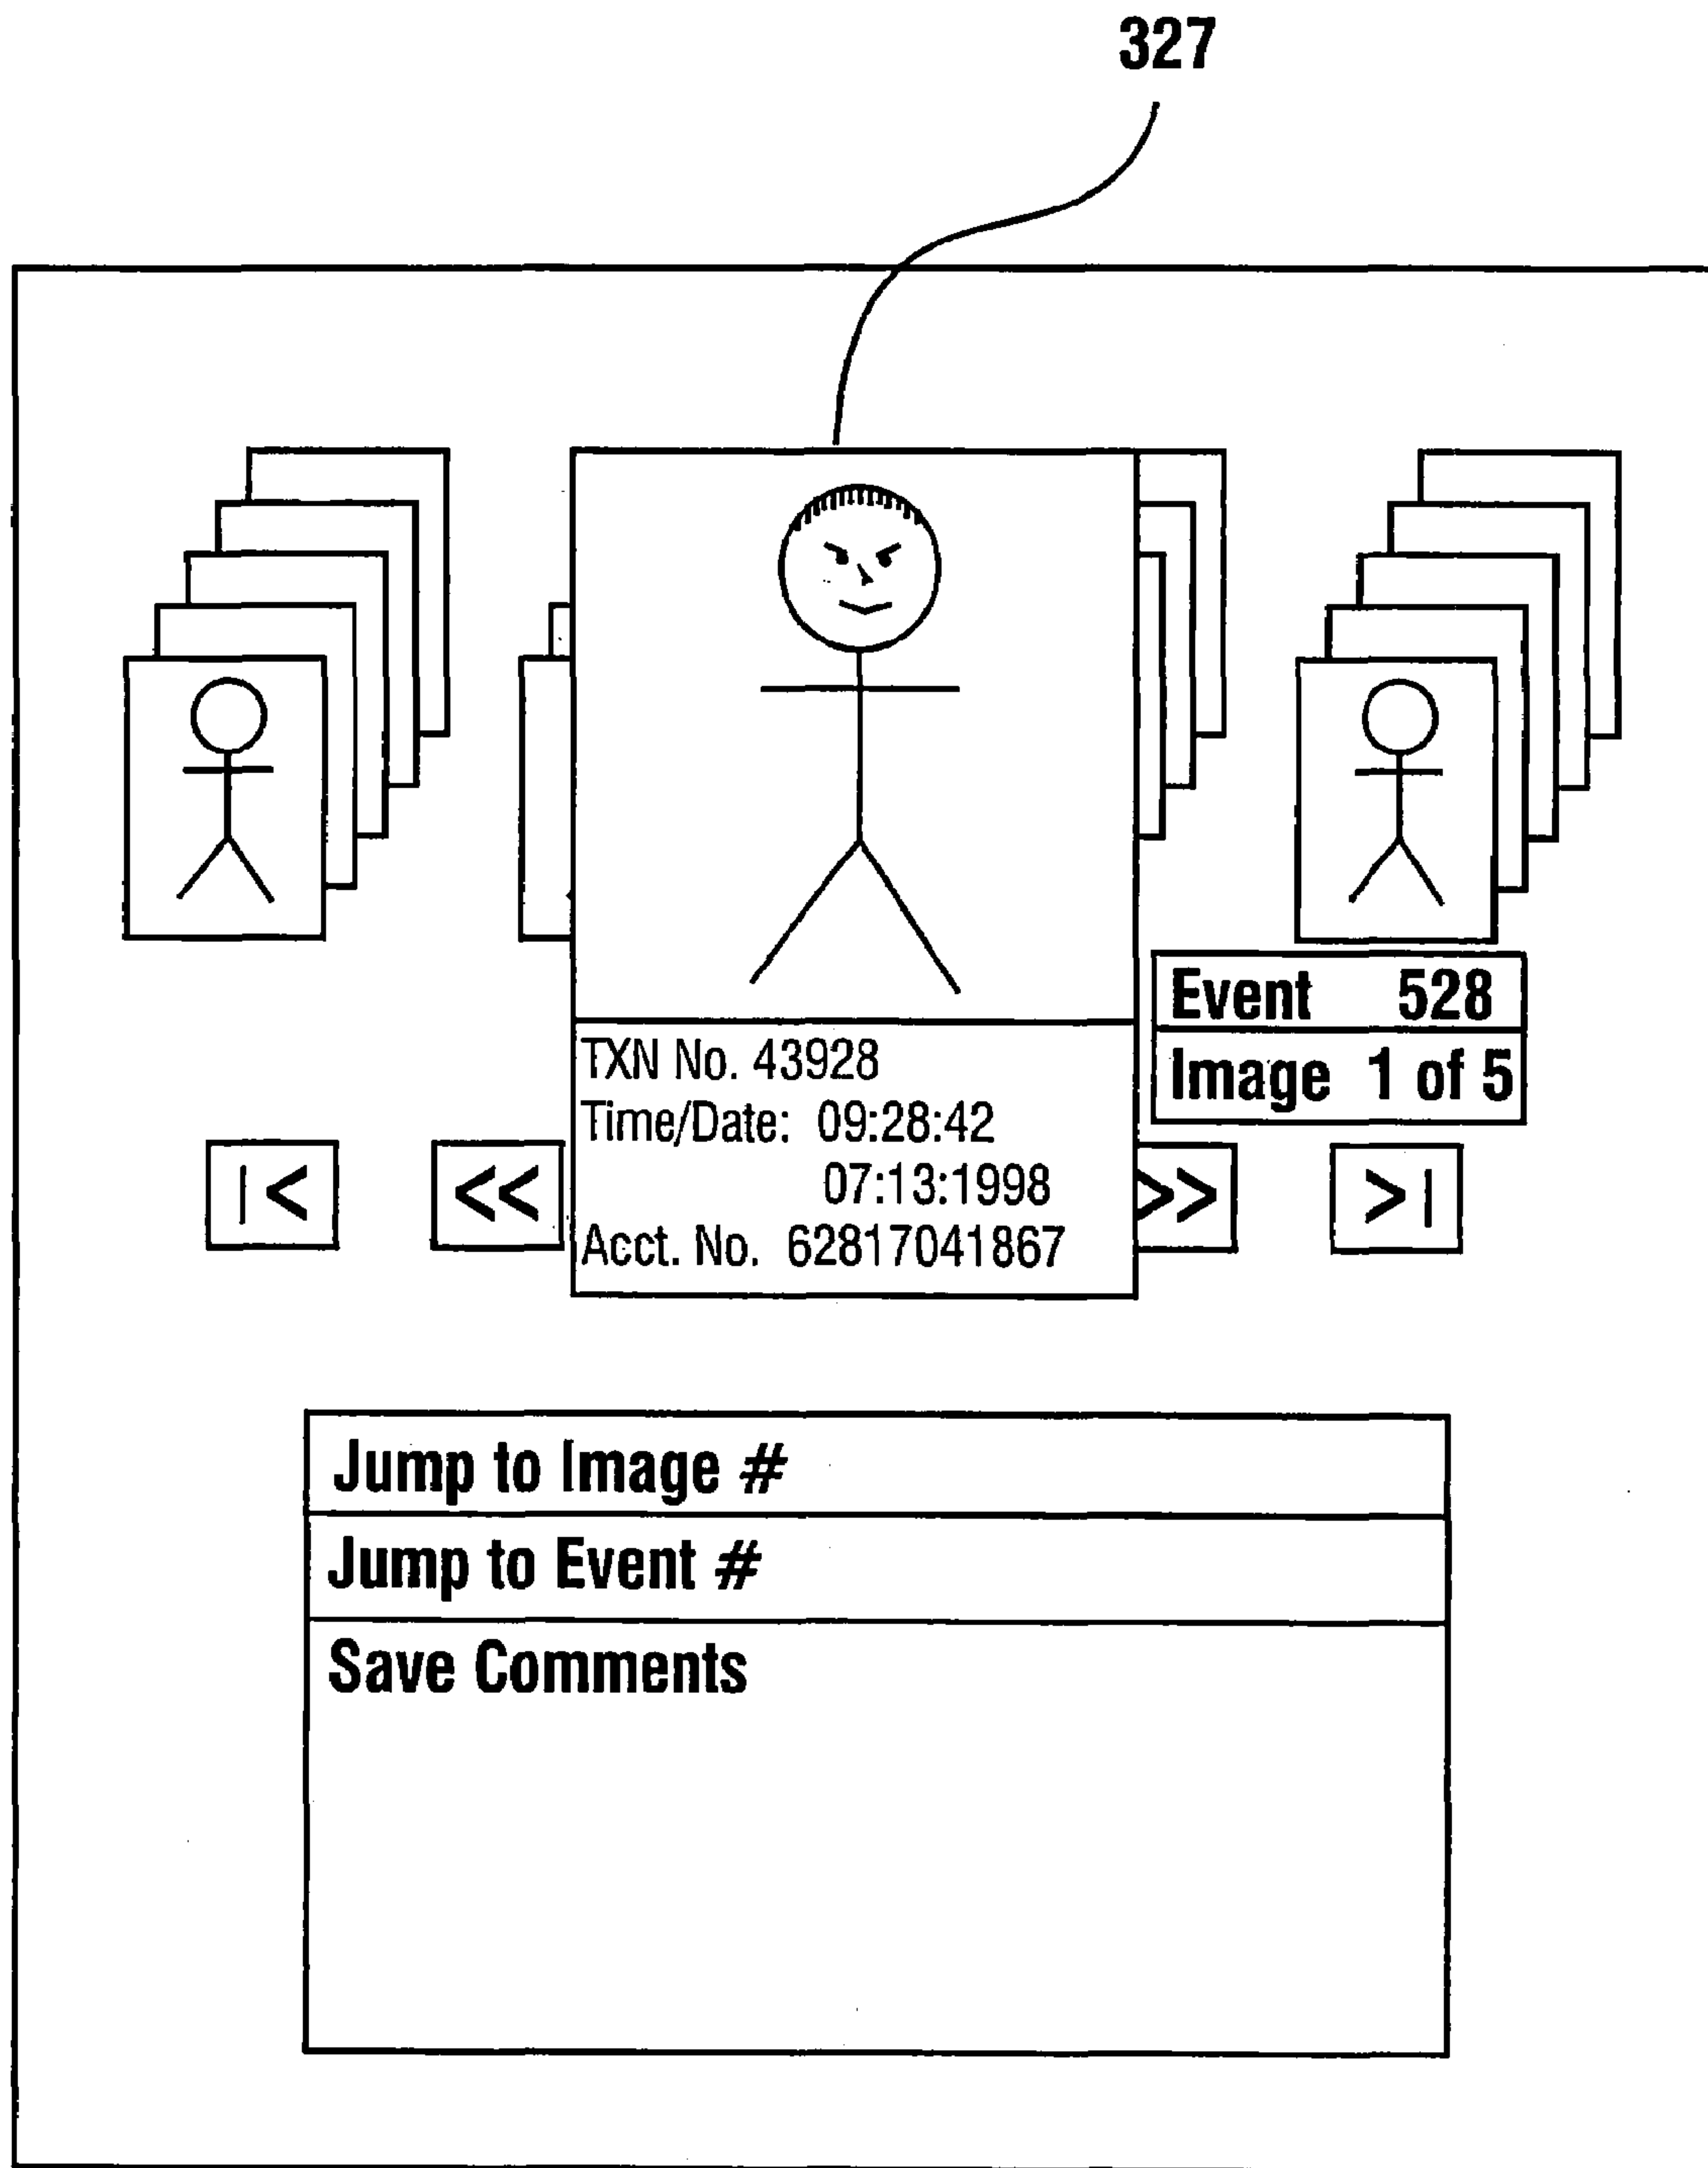 327
Event 528
Image 1 of 5
TXN No. 43928
Time/Date: 09:28:42
07:13:1998
Acct. No. 62817041867
|< << >> >|
Jump to Image #
Jump to Event #
Save Comments